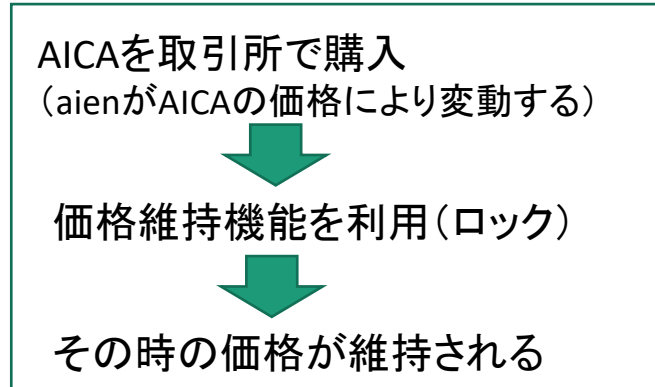 AICAを取引所で購入
（aienがAICAの価格により変動する）
価格維持機能を利用（ロック）
その時の価格が維持される